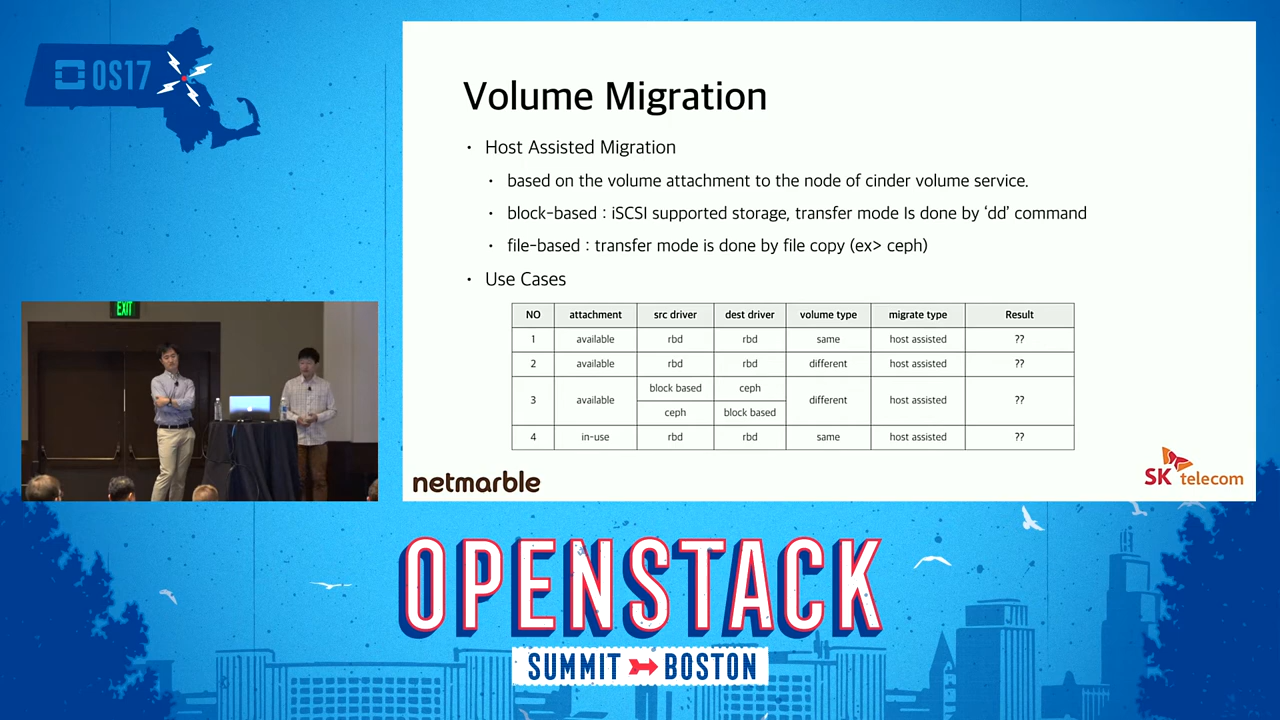 OS17
EXIT
Volume Migration
• Host Assisted Migration
• based on the volume attachment to the node of cinder volume service.
• block-based : iSCSI supported storage, transfer mode Is done by ‘dd’ command
• file-based : transfer mode is done by file copy (ex> ceph)
• Use Cases
NO attachment src driver dest driver volume type migrate type Result
1 available rbd rbd same host assisted ??
2 available rbd rbd different host assisted ??
3 available block based ceph different host assisted ??
ceph block based
4 in-use rbd rbd same host assisted ??
netmarble
SK telecom
OPENSTACK
SUMMIT BOSTON